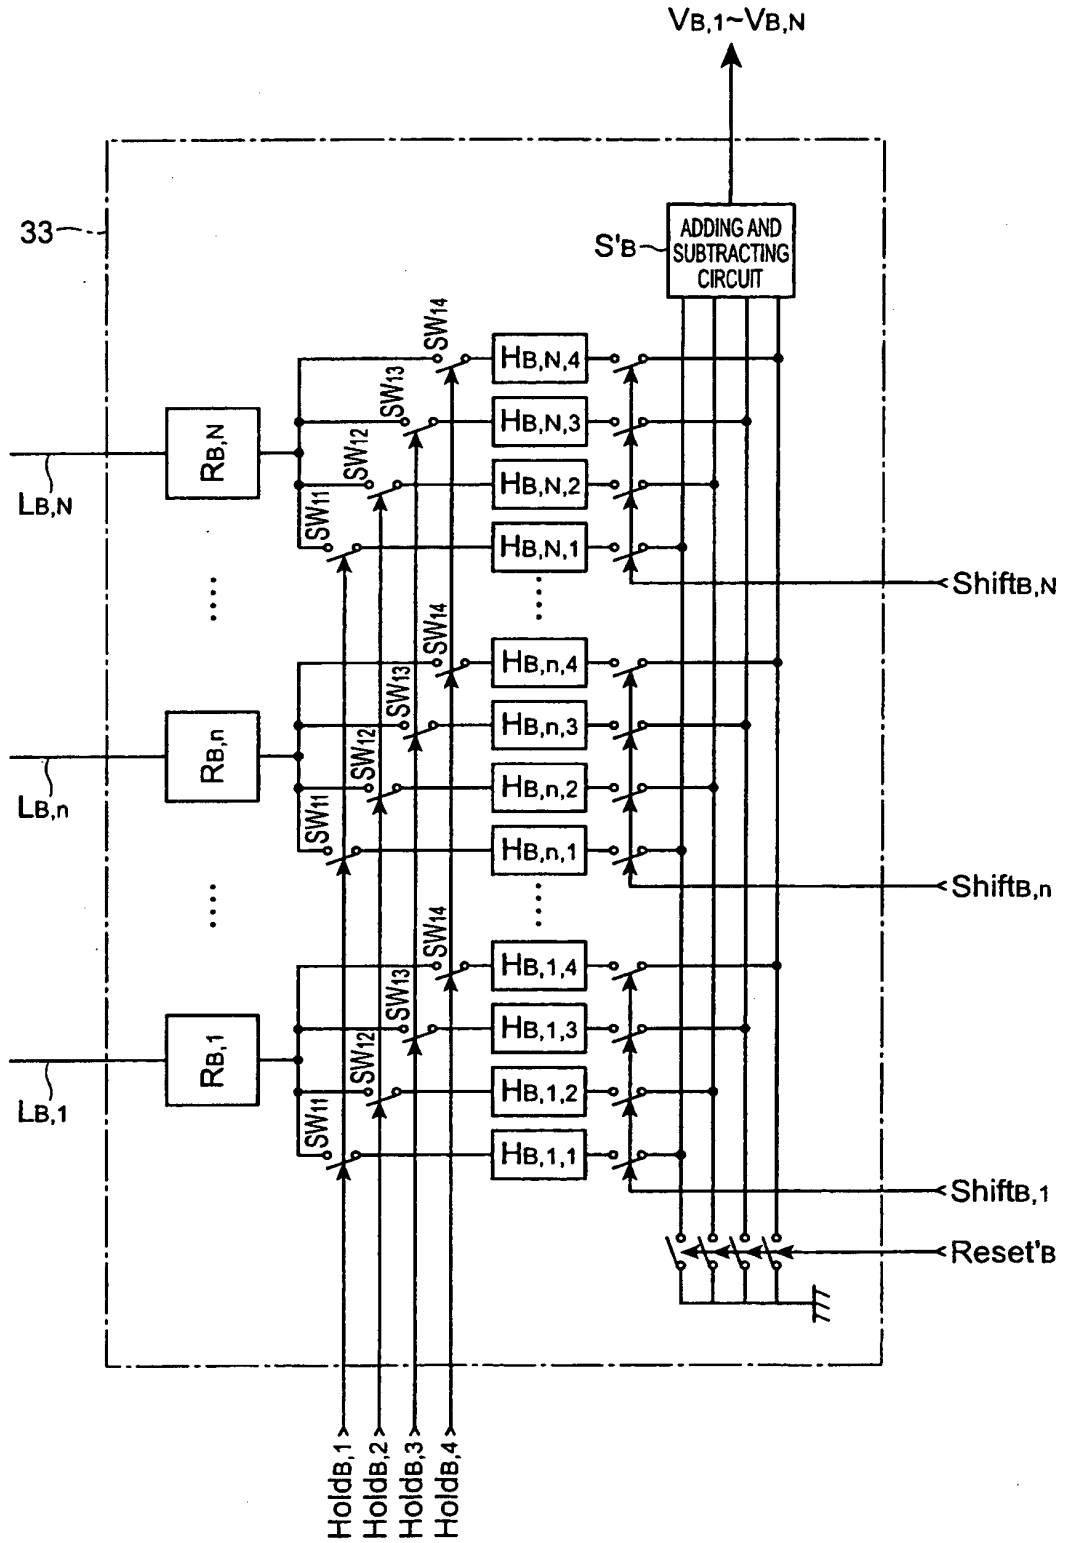 VB,1~VB,N
33
S'B
ADDING AND
SUBTRACTING
CIRCUIT
SW14
HB,N,4
SW13
HB,N,3
RB,N
SW12
HB,N,2
LB,N
SW11
HB,N,1
ShiftB,N
SW14
HB,n,4
SW13
HB,n,3
RB,n
SW12
HB,n,2
LB,n
SW11
HB,n,1
ShiftB,n
SW14
HB,1,4
SW13
HB,1,3
RB,1
SW12
HB,1,2
LB,1
SW11
HB,1,1
ShiftB,1
Reset'B
HoldB,1
HoldB,2
HoldB,3
HoldB,4